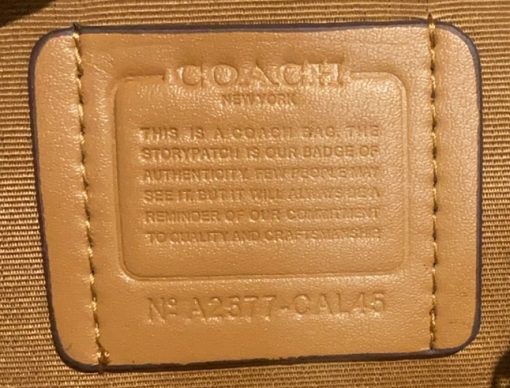 COACH
NEW YORK
THIS IS A COACH BAG. THE
STORYPATCH IS OUR BADGE OF
AUTHENTICITY. FEW PEOPLE MAY
SEE IT, BUT IT WILL ALWAYS BE A
REMINDER OF OUR COMMITMENT
TO QUALITY AND CRAFTSMANSHIP.
Nº A2577-CAL45